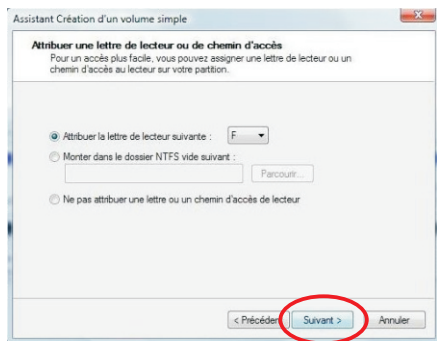 Assistant Création d'un volume simple
Attribuer une lettre de lecteur ou de chemin d'accès
Pour un accès plus facile, vous pouvez assigner une lettre de lecteur ou un
chemin d'accès au lecteur sur votre partition.
Attribuer la lettre de lecteur suivante : F
Monter dans le dossier NTFS vide suivant :
Parcourir...
Ne pas attribuer une lettre ou un chemin d'accès de lecteur
< Précéden Suivant > Annuler